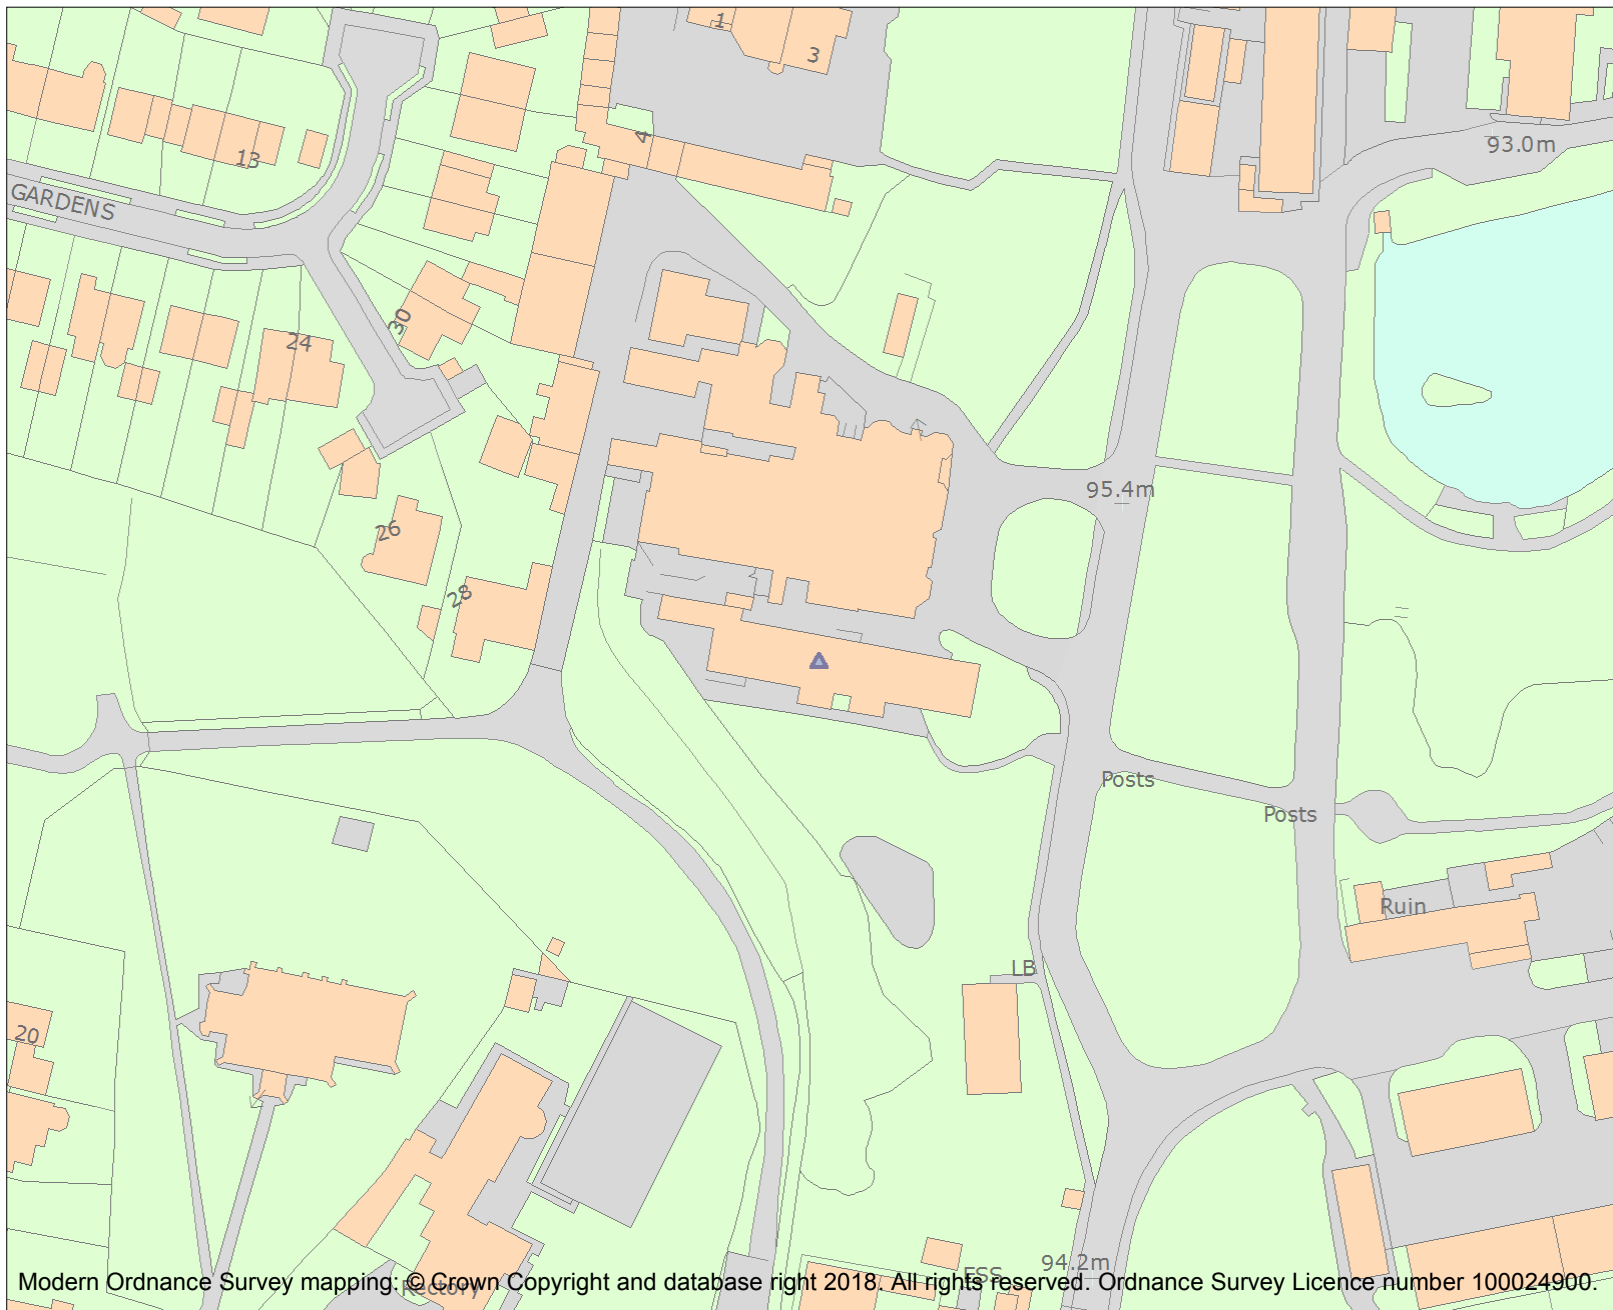 1
3
4
93.0m
13
GARDENS
30
24
95.4m
26
28
Posts
Posts
Ruin
LB
20
94.2m
ESS
Rectory
Modern Ordnance Survey mapping: © Crown Copyright and database right 2018. All rights reserved. Ordnance Survey Licence number 100024900.